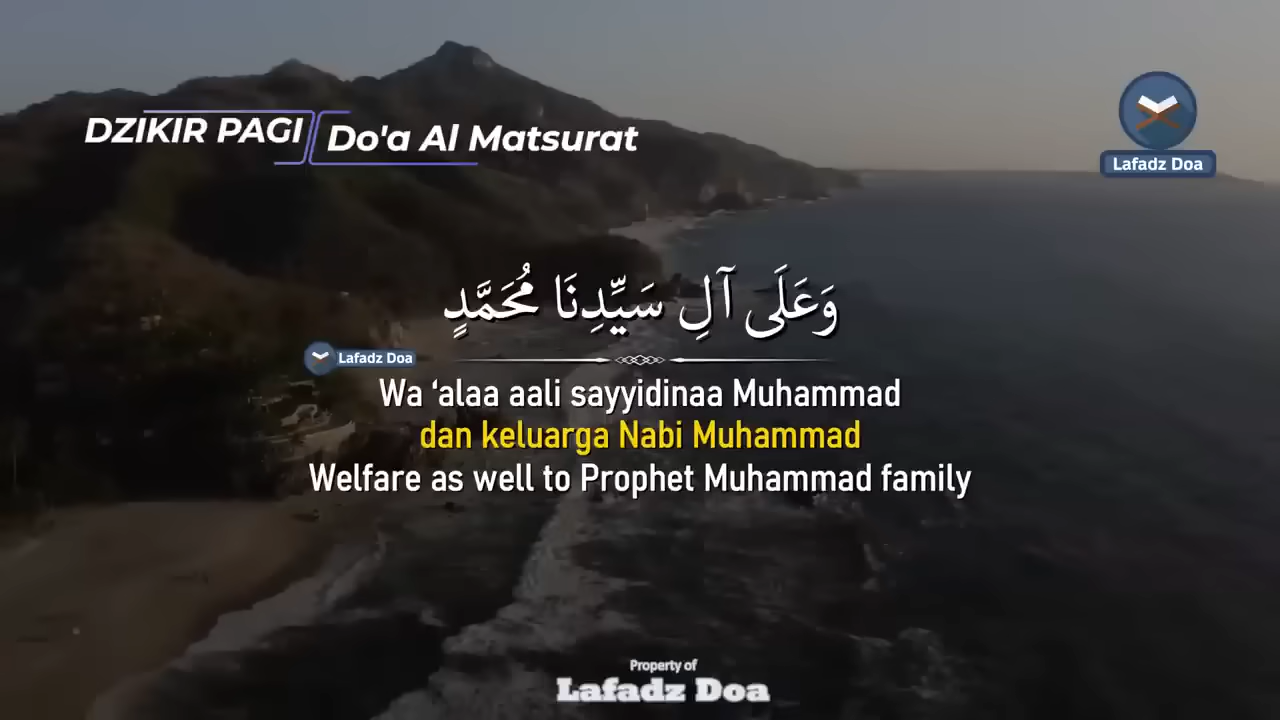 DZIKIR PAGI
Do'a Al Matsurat
Lafadz Doa
وَعَلَى آلِ سَيِّدِنَا مُحَمَّدٍ
Lafadz Doa
Wa ‘alaa aali sayyidinaa Muhammad
dan keluarga Nabi Muhammad
Welfare as well to Prophet Muhammad family
Property of
Lafadz Doa